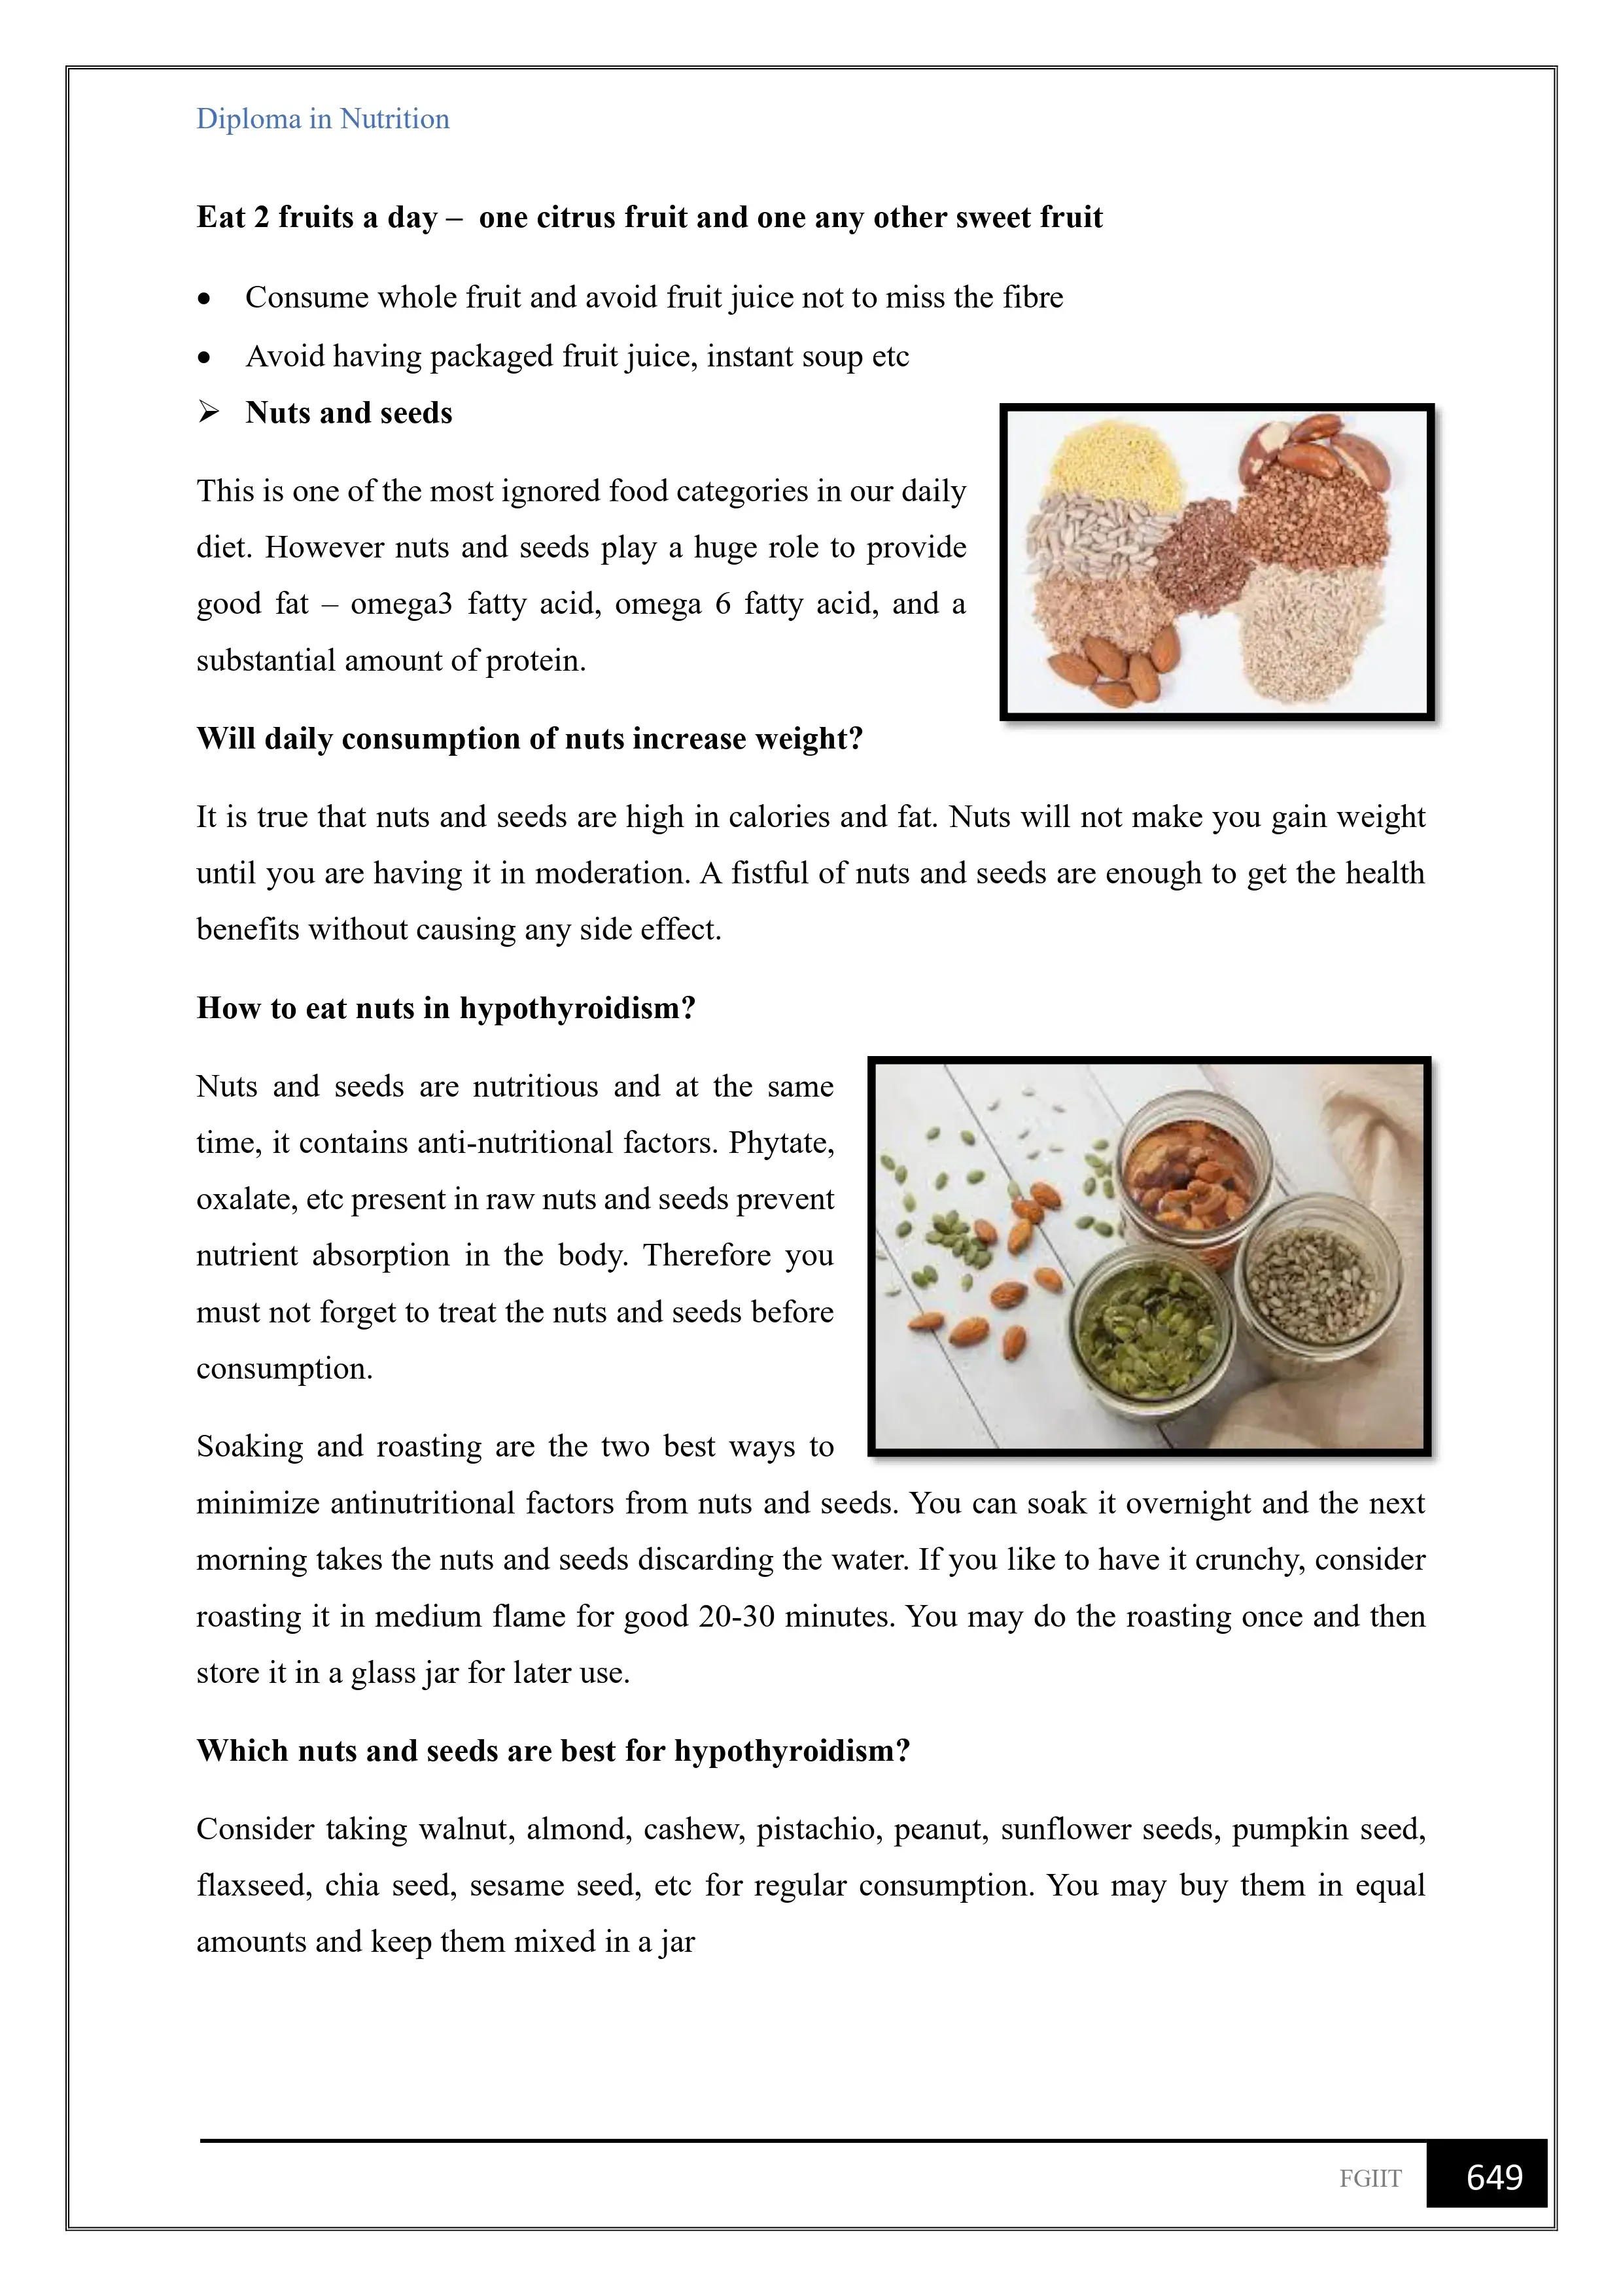 Diploma in Nutrition
Eat 2 fruits a day –  one citrus fruit and one any other sweet fruit
• Consume whole fruit and avoid fruit juice not to miss the fibre
• Avoid having packaged fruit juice, instant soup etc
➢ Nuts and seeds
This is one of the most ignored food categories in our daily
diet. However nuts and seeds play a huge role to provide
good fat – omega3 fatty acid, omega 6 fatty acid, and a
substantial amount of protein.
Will daily consumption of nuts increase weight?
It is true that nuts and seeds are high in calories and fat. Nuts will not make you gain weight
until you are having it in moderation. A fistful of nuts and seeds are enough to get the health
benefits without causing any side effect.
How to eat nuts in hypothyroidism?
Nuts and seeds are nutritious and at the same
time, it contains anti-nutritional factors. Phytate,
oxalate, etc present in raw nuts and seeds prevent
nutrient absorption in the body. Therefore you
must not forget to treat the nuts and seeds before
consumption.
Soaking and roasting are the two best ways to
minimize antinutritional factors from nuts and seeds. You can soak it overnight and the next
morning takes the nuts and seeds discarding the water. If you like to have it crunchy, consider
roasting it in medium flame for good 20-30 minutes. You may do the roasting once and then
store it in a glass jar for later use.
Which nuts and seeds are best for hypothyroidism?
Consider taking walnut, almond, cashew, pistachio, peanut, sunflower seeds, pumpkin seed,
flaxseed, chia seed, sesame seed, etc for regular consumption. You may buy them in equal
amounts and keep them mixed in a jar
FGIIT 649